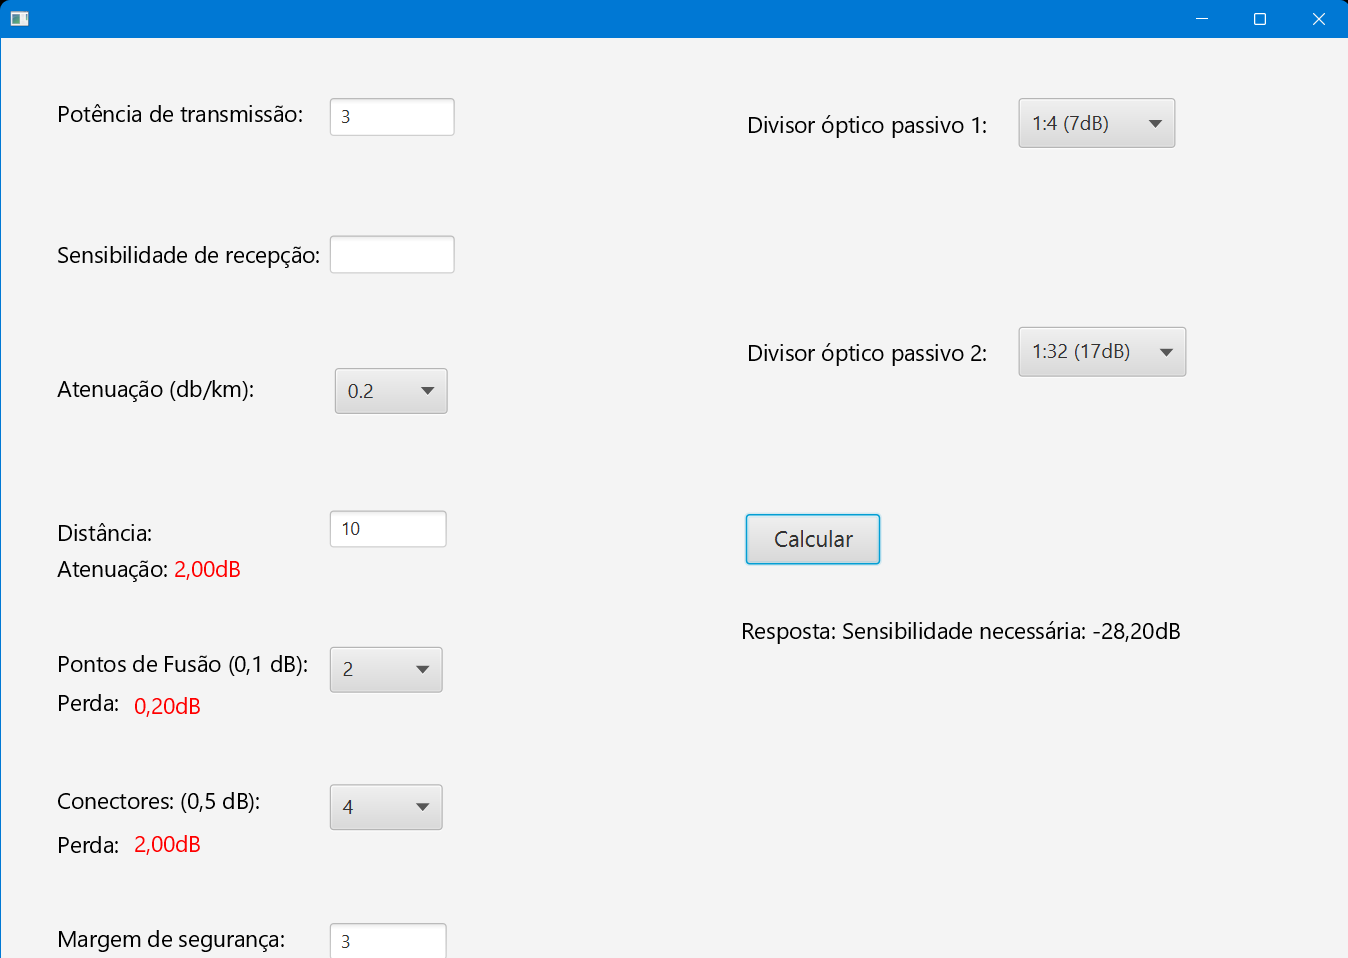 Potência de transmissão: 3
Sensibilidade de recepção:
Atenuação (db/km): 0.2
Distância: 10
Atenuação: 2,00dB
Pontos de Fusão (0,1 dB): 2
Perda: 0,20dB
Conectores: (0,5 dB): 4
Perda: 2,00dB
Margem de segurança: 3
Divisor óptico passivo 1: 1:4 (7dB)
Divisor óptico passivo 2: 1:32 (17dB)
Calcular
Resposta: Sensibilidade necessária: -28,20dB